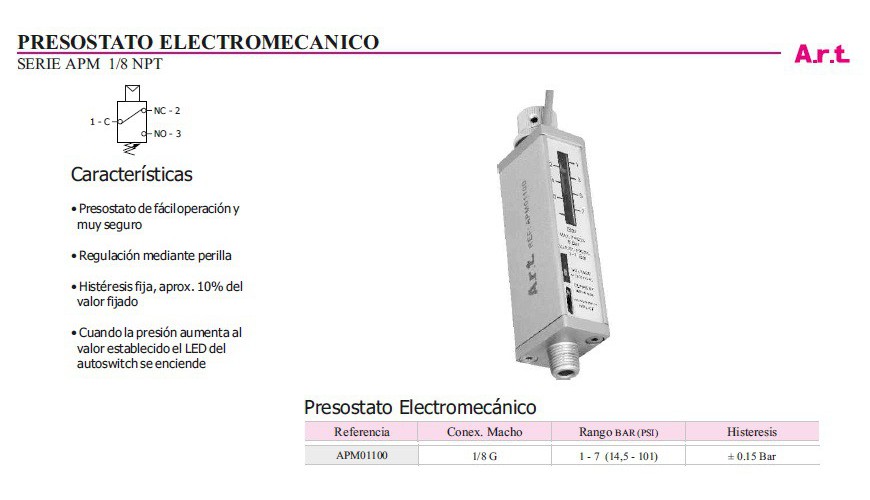 PRESOSTATO ELECTROMECANICO
SERIE APM 1/8 NPT
A.r.t.
NC - 2
1 - C
NO - 3
Características
• Presostato de fácil operación y
muy seguro
• Regulación mediante perilla
• Histéresis fija, aprox. 10% del
valor fijado
• Cuando la presión aumenta al
valor establecido el LED del
autoswitch se enciende
A.r.t. REF: APM01100
Presostato Electromecánico
Referencia Conex. Macho Rango BAR (PSI) Histeresis
APM01100 1/8 G 1 - 7 (14,5 - 101) ± 0.15 Bar